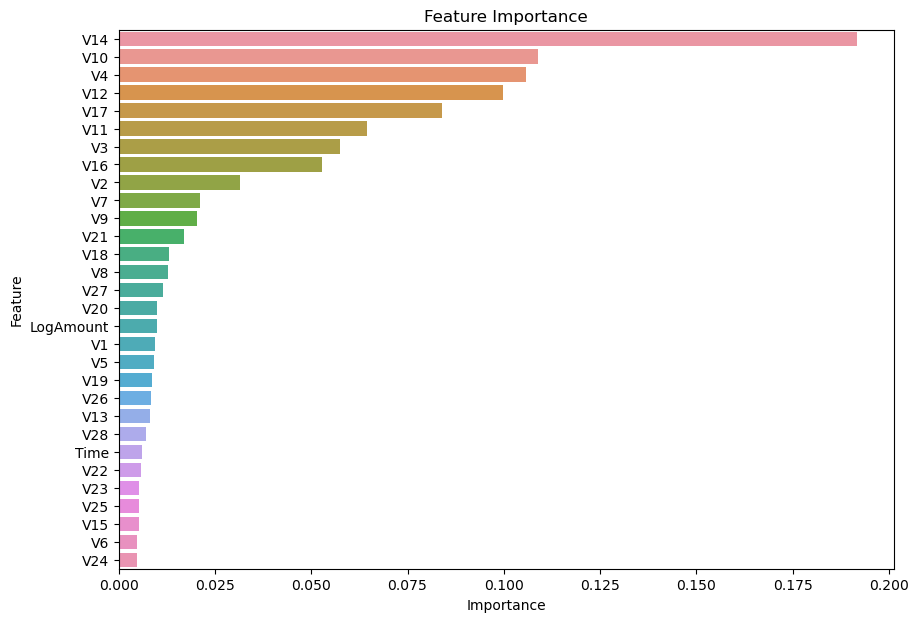 Feature Importance
V14
V10
V4
V12
V17
V11
V3
V16
V2
V7
V9
V21
V18
V8
V27
V20
LogAmount
V1
V5
V19
V26
V13
V28
Time
V22
V23
V25
V15
V6
V24
Feature
0.000 0.025 0.050 0.075 0.100 0.125 0.150 0.175 0.200
Importance